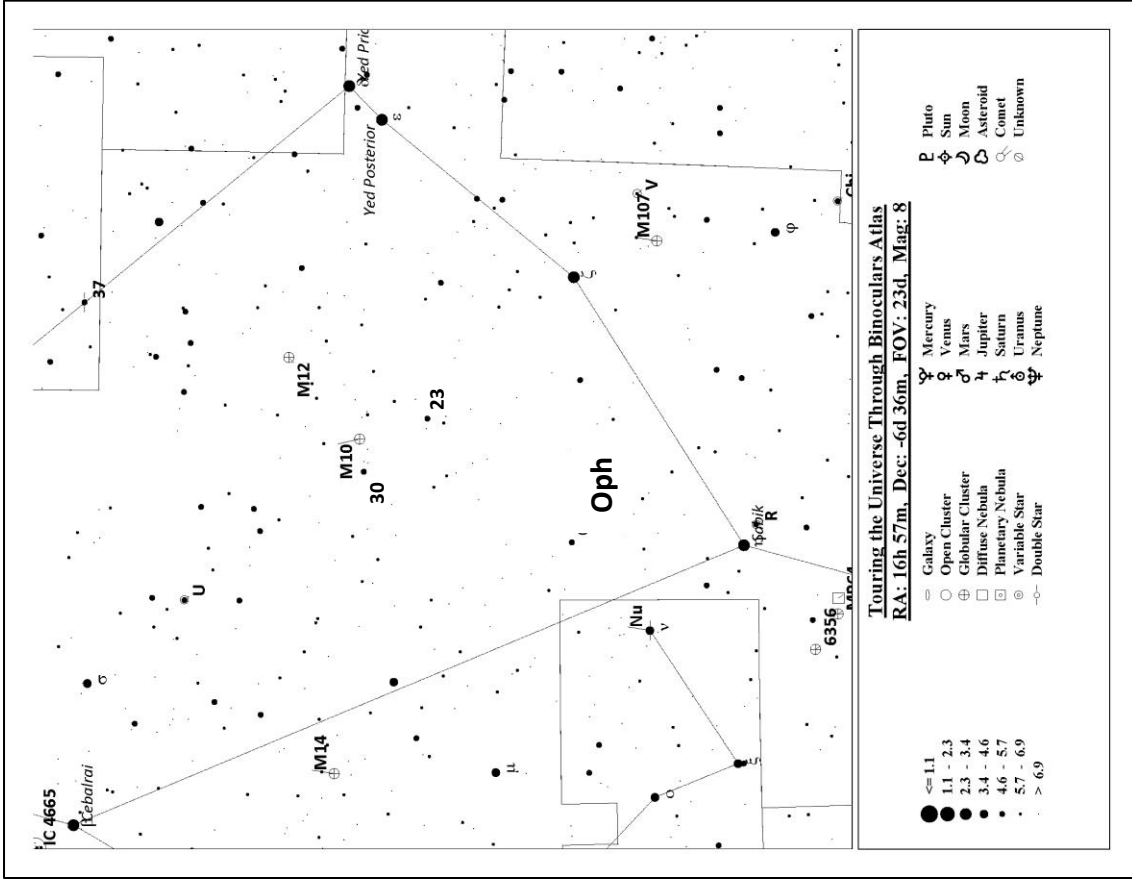 Yed Pri
ε
Yed Posterior
37
M12
M107
V
ζ
φ
Chi
M10
30
23
Oph
U
η
Sabik
R
σ
Nu
ν
6356
M14
μ
ξ
ο
IC 4665
β
Cebalrai
Touring the Universe Through Binoculars Atlas
RA: 16h 57m, Dec: -6d 36m, FOV: 23d, Mag: 8
<= 1.1
1.1 - 2.3
2.3 - 3.4
3.4 - 4.6
4.6 - 5.7
5.7 - 6.9
> 6.9
Galaxy
Open Cluster
Globular Cluster
Diffuse Nebula
Planetary Nebula
Variable Star
Double Star
Mercury
Venus
Mars
Jupiter
Saturn
Uranus
Neptune
Pluto
Sun
Moon
Asteroid
Comet
Unknown